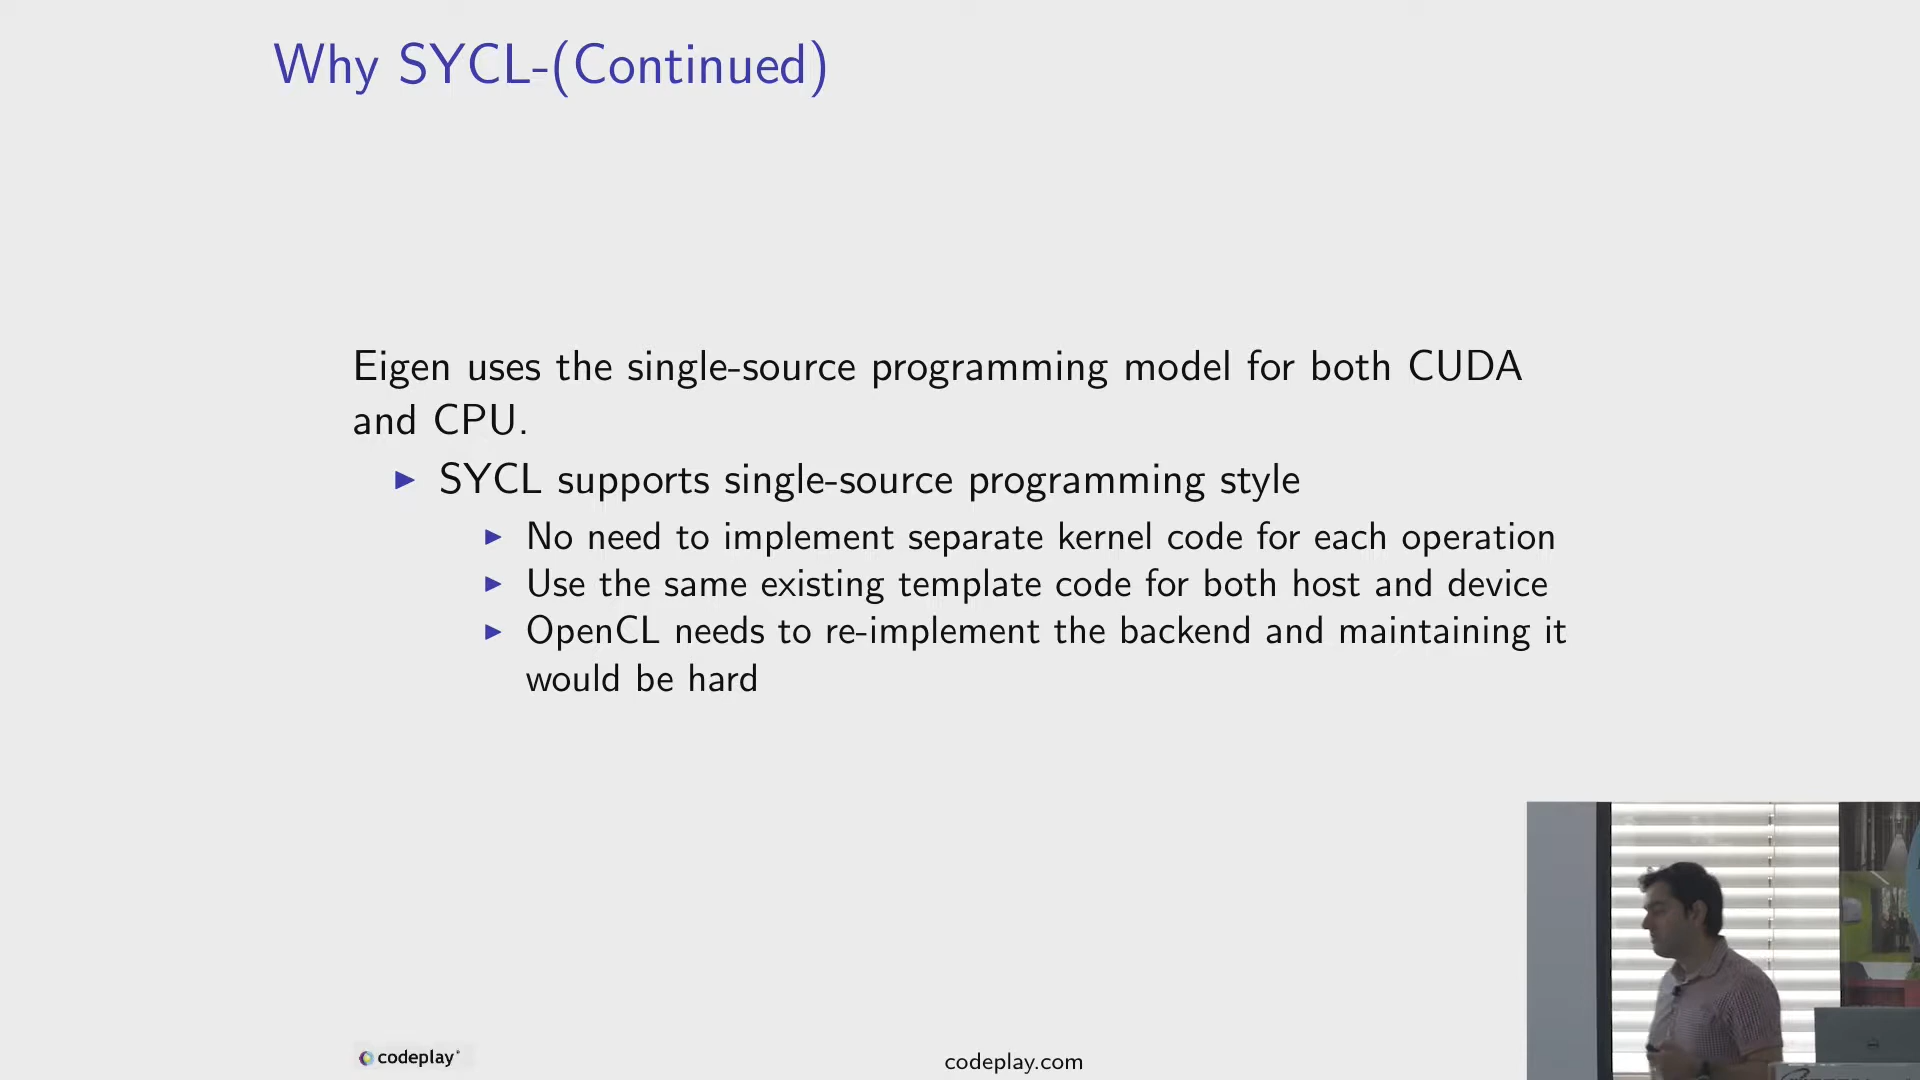 Why SYCL-(Continued)
Eigen uses the single-source programming model for both CUDA
and CPU.
SYCL supports single-source programming style
No need to implement separate kernel code for each operation
Use the same existing template code for both host and device
OpenCL needs to re-implement the backend and maintaining it
would be hard
codeplay
codeplay.com